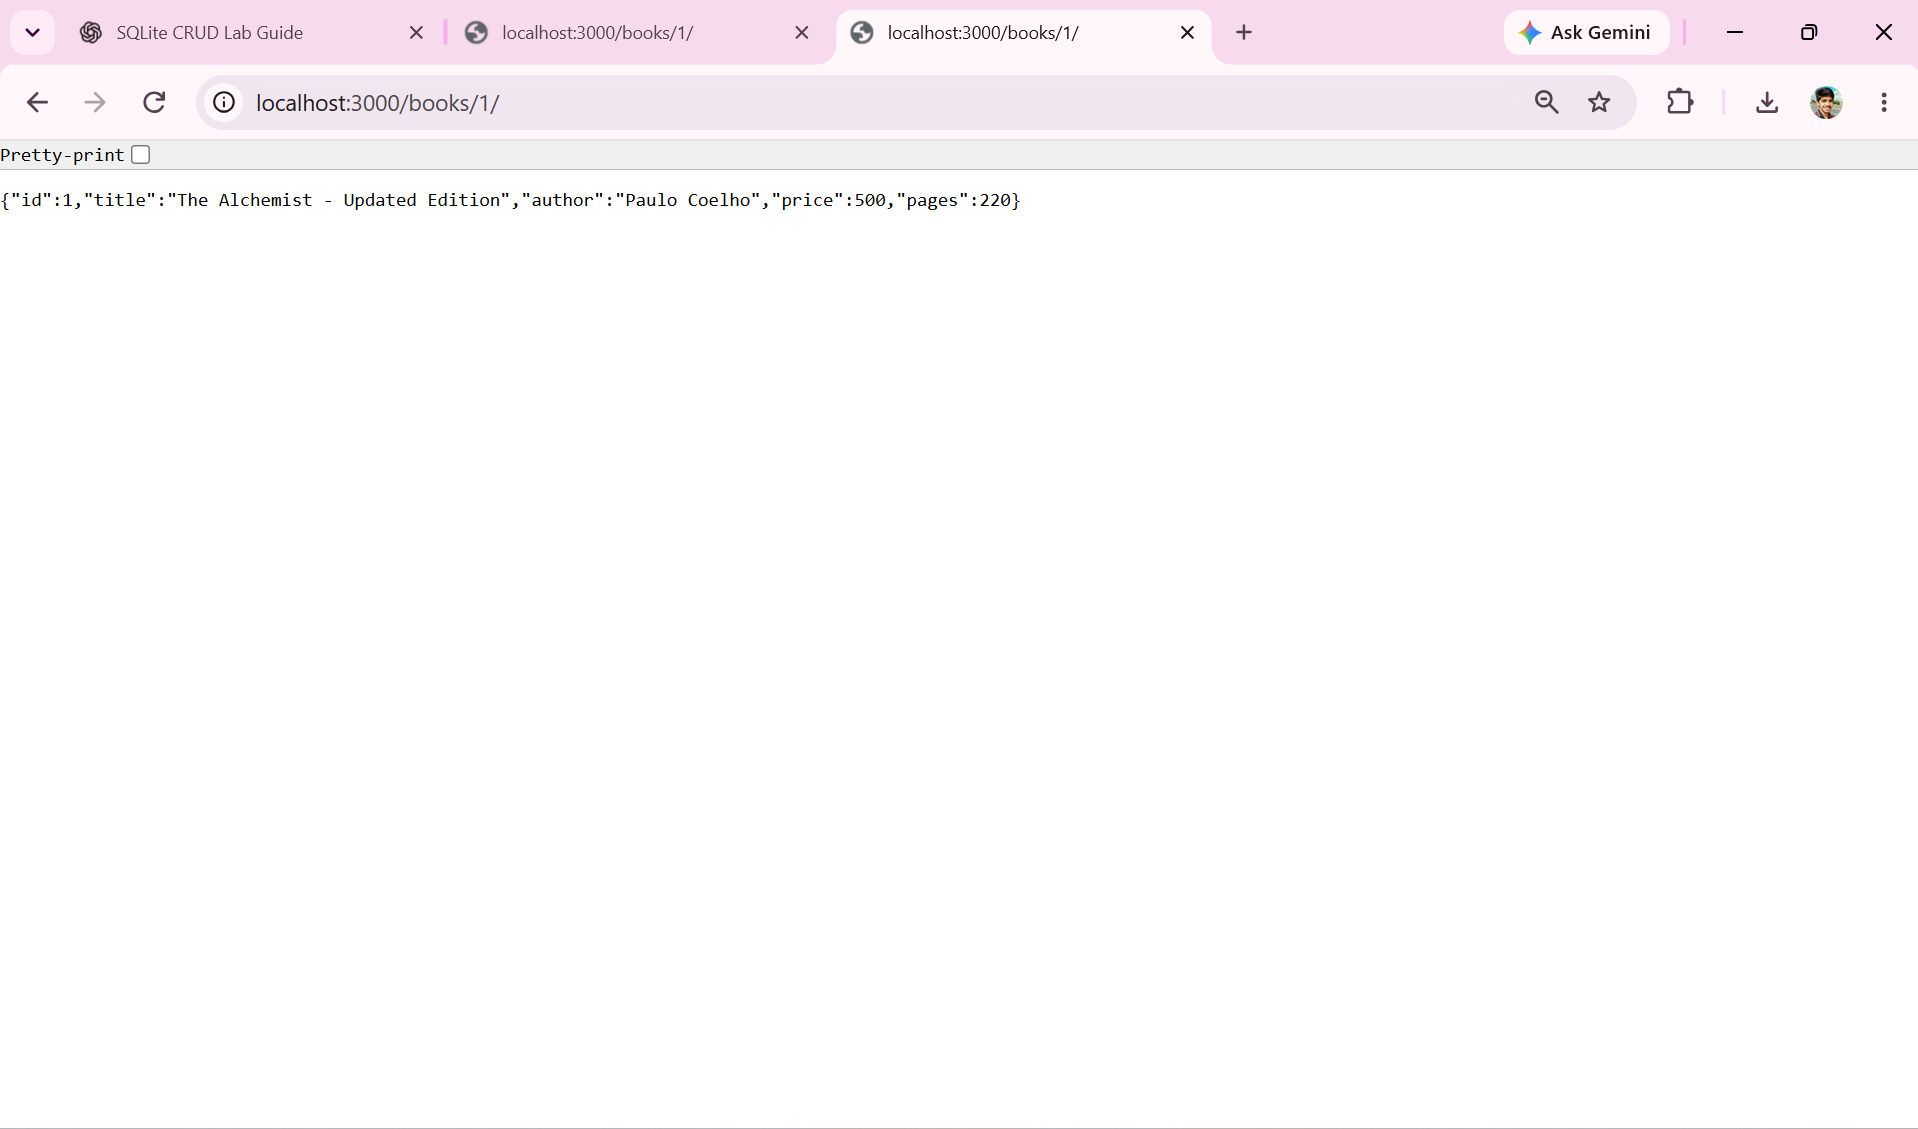 SQLite CRUD Lab Guide
localhost:3000/books/1/
localhost:3000/books/1/
Ask Gemini
localhost:3000/books/1/
Pretty-print
{"id":1,"title":"The Alchemist - Updated Edition","author":"Paulo Coelho","price":500,"pages":220}